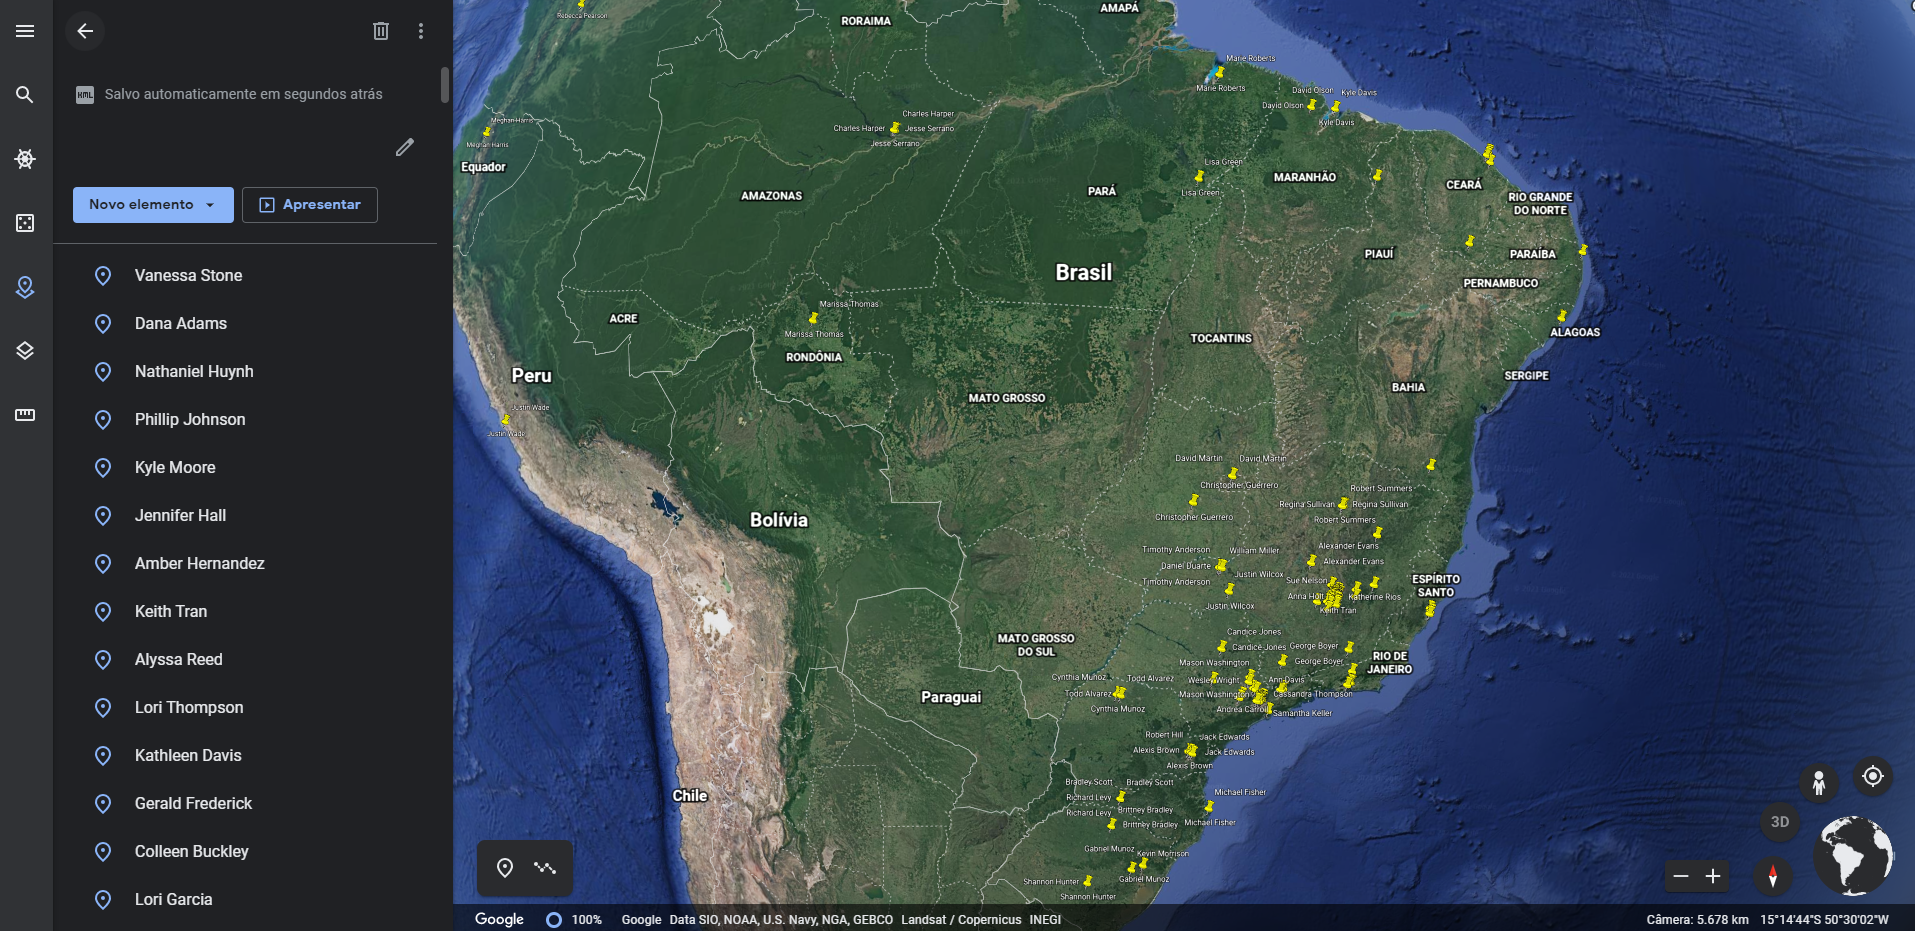 KML Salvo automaticamente em segundos atrás
Novo elemento
Apresentar
Vanessa Stone
Dana Adams
Nathaniel Huynh
Phillip Johnson
Kyle Moore
Jennifer Hall
Amber Hernandez
Keith Tran
Alyssa Reed
Lori Thompson
Kathleen Davis
Gerald Frederick
Colleen Buckley
Lori Garcia
Rebecca Pearson
RORAIMA
AMAPÁ
Marie Roberts
Marie Roberts
David Olson
Kyle Davis
David Olson
Kyle Davis
Charles Harper
Charles Harper
Jesse Serrano
Jesse Serrano
Meghan Harris
Meghan Harris
Equador
Lisa Green
Lisa Green
AMAZONAS
PARÁ
MARANHÃO
CEARÁ
RIO GRANDE
DO NORTE
PIAUÍ
PARAÍBA
PERNAMBUCO
Brasil
Marissa Thomas
Marissa Thomas
ACRE
RONDÔNIA
TOCANTINS
ALAGOAS
SERGIPE
Peru
BAHIA
MATO GROSSO
Justin Wade
Justin Wade
David Martin
David Martin
Christopher Guerrero
Christopher Guerrero
Robert Summers
Regina Sullivan
Regina Sullivan
Robert Summers
Bolívia
Alexander Evans
Alexander Evans
Timothy Anderson
William Miller
Daniel Duarte
Justin Wilcox
Timothy Anderson
Justin Wilcox
Sue Nelson
Anna Holt
Katherine Rios
Keith Tran
ESPÍRITO
SANTO
MATO GROSSO
DO SUL
Candice Jones
Candice Jones
George Boyer
George Boyer
RIO DE
JANEIRO
Mason Washington
Wesley Wright
Ann Davis
Mason Washington
Cassandra Thompson
Andrea Carroll
Samantha Keller
Cynthia Munoz
Todd Alvarez
Todd Alvarez
Cynthia Munoz
Paraguai
Robert Hill
Jack Edwards
Alexis Brown
Jack Edwards
Alexis Brown
Chile
Bradley Scott
Bradley Scott
Richard Levy
Brittney Bradley
Richard Levy
Brittney Bradley
Michael Fisher
Michael Fisher
Gabriel Munoz
Kevin Morrison
Gabriel Munoz
Shannon Hunter
Shannon Hunter
3D
Google 100% Google Data SIO, NOAA, U.S. Navy, NGA, GEBCO Landsat / Copernicus INEGI
Câmera: 5.678 km 15°14'44"S 50°30'02"W